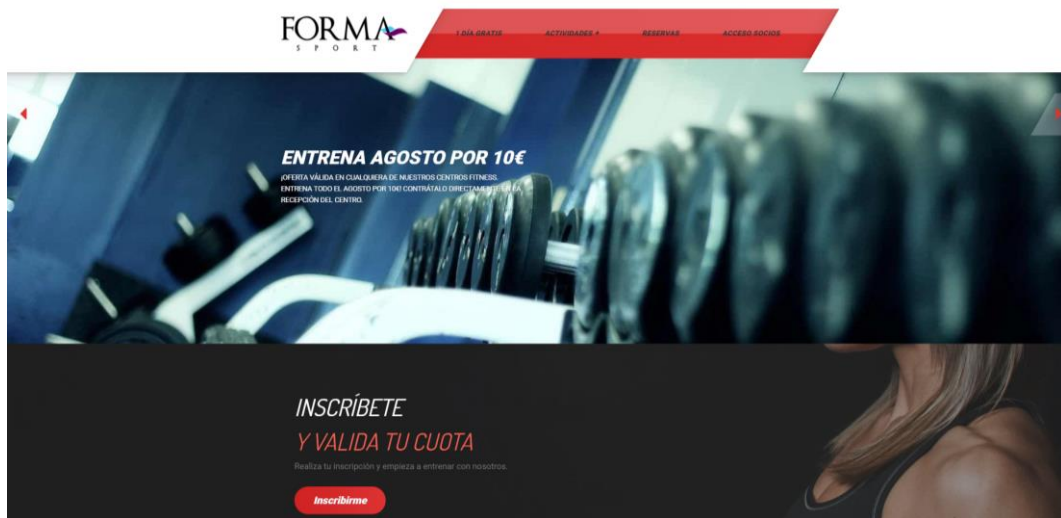 FORMA
SPORT
1 DÍA GRATIS
ACTIVIDADES +
RESERVAS
ACCESO SOCIOS
ENTRENA AGOSTO POR 10€
¡OFERTA VÁLIDA EN CUALQUIERA DE NUESTROS CENTROS FITNESS.
ENTRENA TODO EL AGOSTO POR 10€! CONTRÁTALO DIRECTAMENTE EN LA
RECEPCIÓN DEL CENTRO.
INSCRÍBETE
Y VALIDA TU CUOTA
Realiza tu inscripción y empieza a entrenar con nosotros.
Inscribirme